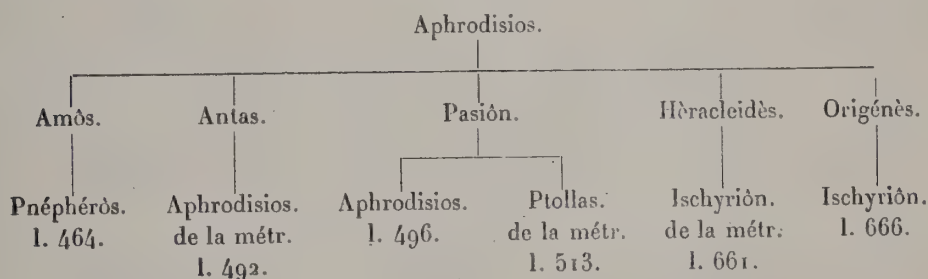 Aphrodisios.
Amôs. Antas. Pasiôn. Hèracleidès. Origénès.
Pnéphérôs. Aphrodisios. Aphrodisios. Ptollas. Ischyriôn. Ischyriôn.
l. 464. de la métr. l. 496. de la métr. de la métr. l. 666.
l. 492. l. 513. l. 661.